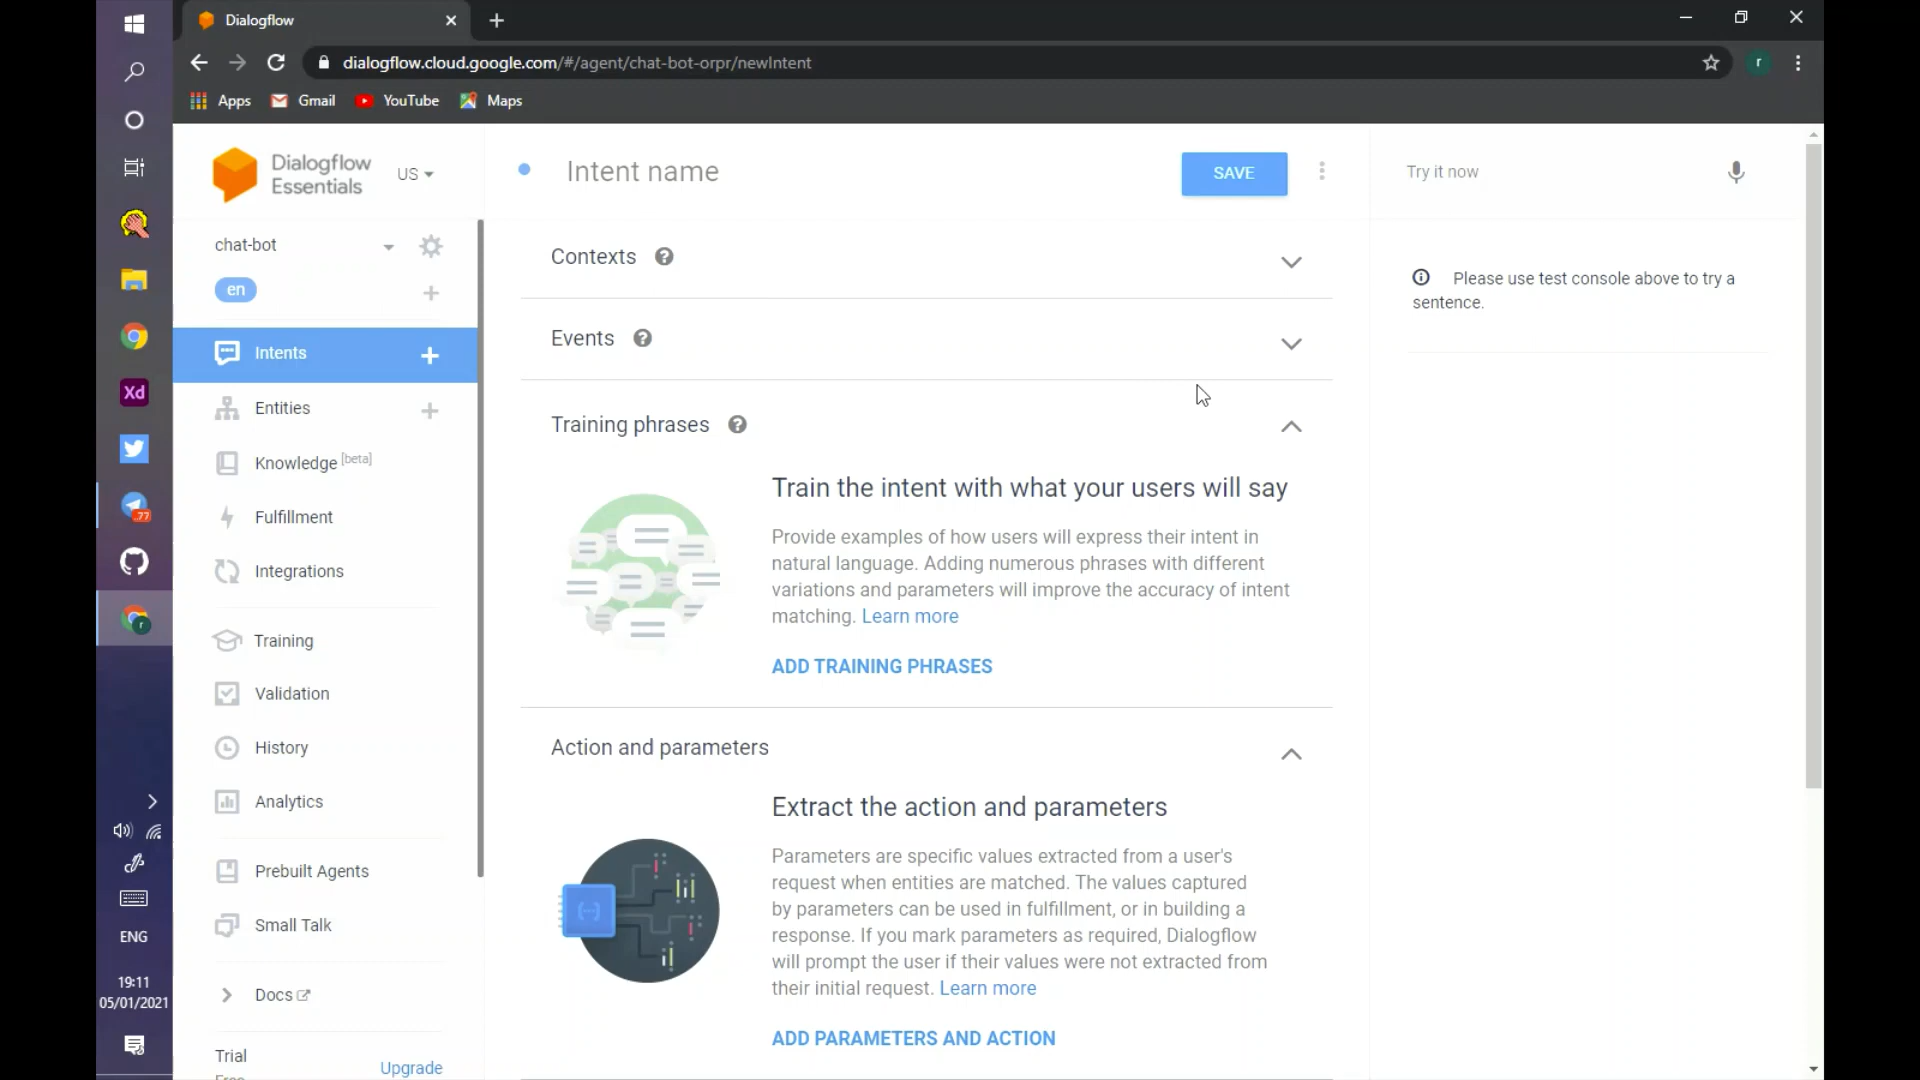 Dialogflow
dialogflow.cloud.google.com/#/agent/chat-bot-orpr/newIntent
r
Apps
Gmail
YouTube
Maps
Dialogflow
Essentials
US
Intent name
SAVE
Try it now
chat-bot
en
Contexts
Please use test console above to try a
sentence.
Events
Intents
Entities
Knowledge [beta]
Fulfillment
Integrations
Training
Validation
History
Analytics
Prebuilt Agents
Small Talk
Docs
Trial
Free
Upgrade
Training phrases
Train the intent with what your users will say
Provide examples of how users will express their intent in
natural language. Adding numerous phrases with different
variations and parameters will improve the accuracy of intent
matching. Learn more
ADD TRAINING PHRASES
Action and parameters
Extract the action and parameters
Parameters are specific values extracted from a user's
request when entities are matched. The values captured
by parameters can be used in fulfillment, or in building a
response. If you mark parameters as required, Dialogflow
will prompt the user if their values were not extracted from
their initial request. Learn more
ADD PARAMETERS AND ACTION
Xd
..77
r
ENG
19:11
05/01/2021